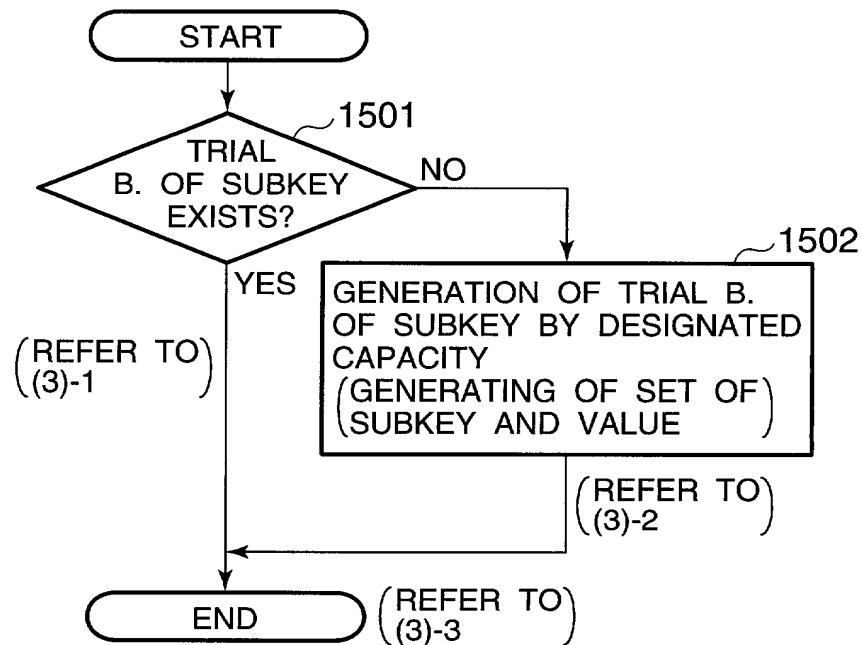 START
1501
TRIAL
B. OF SUBKEY
EXISTS?
NO
YES
1502
GENERATION OF TRIAL B.
OF SUBKEY BY DESIGNATED
CAPACITY
(GENERATING OF SET OF
SUBKEY AND VALUE)
(REFER TO
(3)-1)
(REFER TO
(3)-2)
END
(REFER TO
(3)-3)